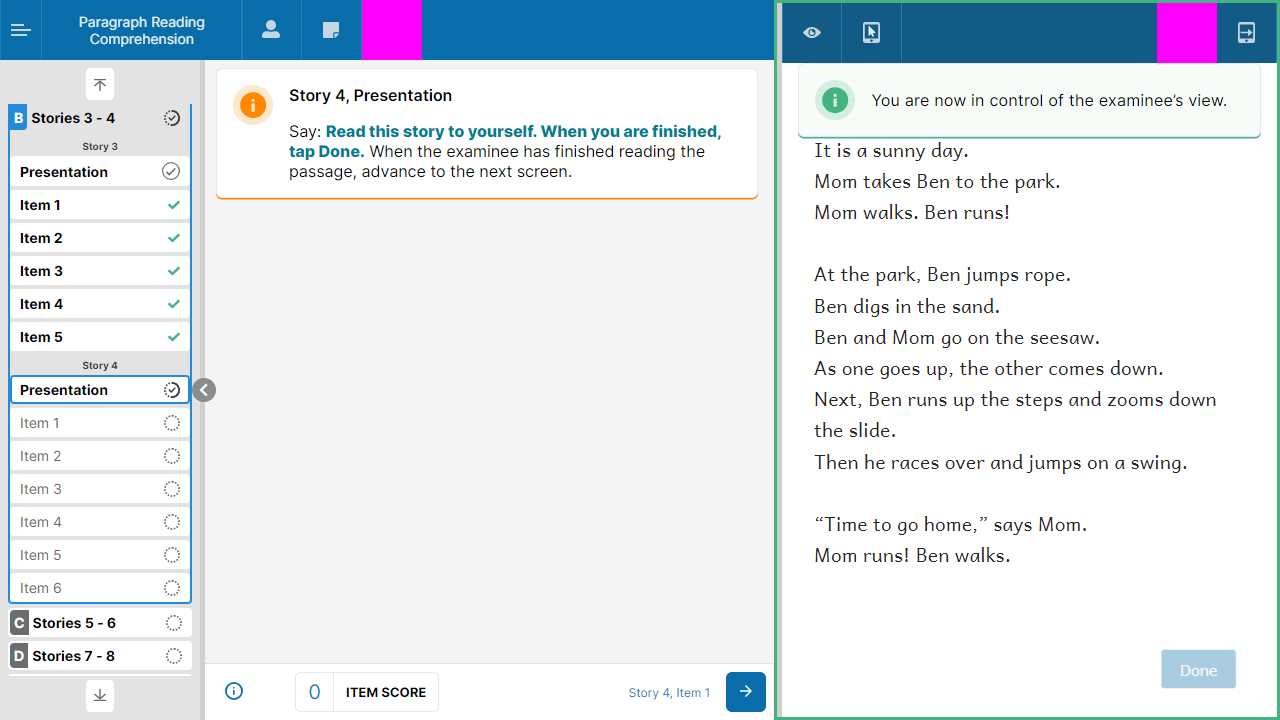 Paragraph Reading
Comprehension
B Stories 3 - 4
Story 3
Presentation
Item 1
Item 2
Item 3
Item 4
Item 5
Story 4
Presentation
Item 1
Item 2
Item 3
Item 4
Item 5
Item 6
C Stories 5 - 6
D Stories 7 - 8
Story 4, Presentation
Say: Read this story to yourself. When you are finished,
tap Done. When the examinee has finished reading the
passage, advance to the next screen.
0 ITEM SCORE
Story 4, Item 1
You are now in control of the examinee’s view.
It is a sunny day.
Mom takes Ben to the park.
Mom walks. Ben runs!
At the park, Ben jumps rope.
Ben digs in the sand.
Ben and Mom go on the seesaw.
As one goes up, the other comes down.
Next, Ben runs up the steps and zooms down
the slide.
Then he races over and jumps on a swing.
“Time to go home,” says Mom.
Mom runs! Ben walks.
Done